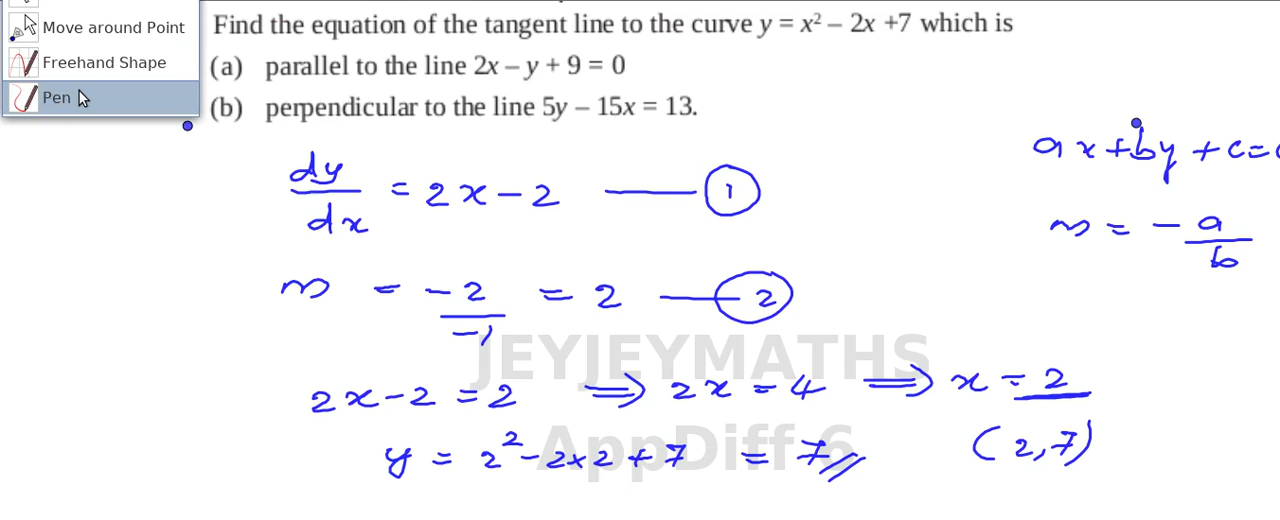 Move around Point
Freehand Shape
Pen
Find the equation of the tangent line to the curve y = x² – 2x +7 which is
(a) parallel to the line 2x – y + 9 = 0
(b) perpendicular to the line 5y – 15x = 13.
dy/dx = 2x - 2 —— ①
ax + by + c =
m = -a/b
m = -2/-1 = 2 —— ②
JEYJEYMATHS
2x - 2 = 2 ⟹ 2x = 4 ⟹ x = 2
AppDiff 6
y = 2² - 2×2 + 7 = 7 (2,7)